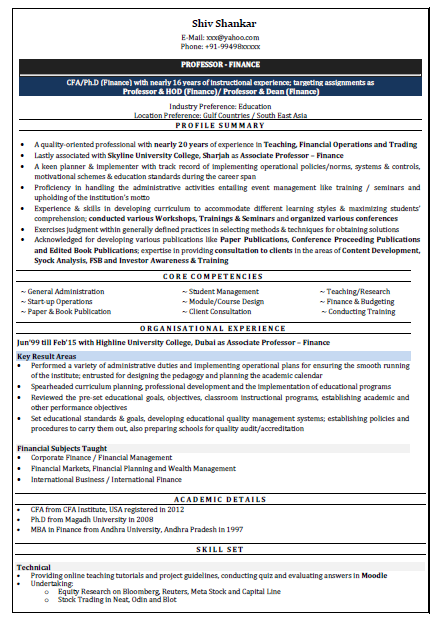 Shiv Shankar
E-Mail: xxx@yahoo.com
Phone: +91-99498xxxxx
PROFESSOR - FINANCE
CFA/Ph.D (Finance) with nearly 16 years of instructional experience; targeting assignments as
Professor & HOD (Finance)/ Professor & Dean (Finance)
Industry Preference: Education
Location Preference: Gulf Countries / South East Asia
PROFILE SUMMARY
• A quality-oriented professional with nearly 20 years of experience in Teaching, Financial Operations and Trading
• Lastly associated with Skyline University College, Sharjah as Associate Professor – Finance
• A keen planner & implementer with track record of implementing operational policies/norms, systems & controls,
motivational schemes & education standards during the career span
• Proficiency in handling the administrative activities entailing event management like training / seminars and
upholding of the institution's motto
• Experience & skills in developing curriculum to accommodate different learning styles & maximizing students'
comprehension; conducted various Workshops, Trainings & Seminars and organized various conferences
• Exercises judgment within generally defined practices in selecting methods & techniques for obtaining solutions
• Acknowledged for developing various publications like Paper Publications, Conference Proceeding Publications
and Edited Book Publications; expertise in providing consultation to clients in the areas of Content Development,
Syock Analysis, FSB and Investor Awareness & Training
CORE COMPETENCIES
~ General Administration ~ Student Management ~ Teaching/Research
~ Start-up Operations ~ Module/Course Design ~ Finance & Budgeting
~ Paper & Book Publication ~ Client Consultation ~ Conducting Training
ORGANISATIONAL EXPERIENCE
Jun'99 till Feb'15 with Highline University College, Dubai as Associate Professor – Finance
Key Result Areas
• Performed a variety of administrative duties and implementing operational plans for ensuring the smooth running
of the institute; entrusted for designing the pedagogy and planning the academic calendar
• Spearheaded curriculum planning, professional development and the implementation of educational programs
• Reviewed the pre-set educational goals, objectives, classroom instructional programs, establishing academic and
other performance objectives
• Set educational standards & goals, developing educational quality management systems; establishing policies and
procedures to carry them out, also preparing schools for quality audit/accreditation
Financial Subjects Taught
• Corporate Finance / Financial Management
• Financial Markets, Financial Planning and Wealth Management
• International Business / International Finance
ACADEMIC DETAILS
• CFA from CFA Institute, USA registered in 2012
• Ph.D from Magadh University in 2008
• MBA in Finance from Andhra University, Andhra Pradesh in 1997
SKILL SET
Technical
• Providing online teaching tutorials and project guidelines, conducting quiz and evaluating answers in Moodle
• Undertaking:
o Equity Research on Bloomberg, Reuters, Meta Stock and Capital Line
o Stock Trading in Neat, Odin and Blot